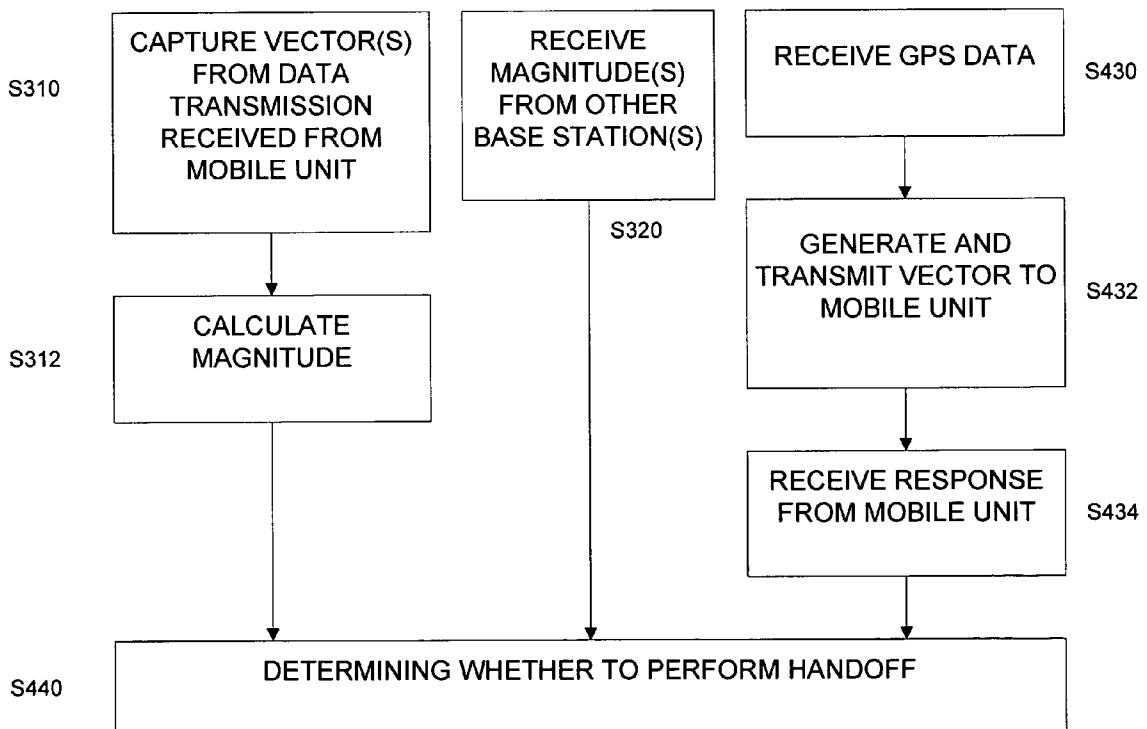 S310
CAPTURE VECTOR(S)
FROM DATA
TRANSMISSION
RECEIVED FROM
MOBILE UNIT
RECEIVE
MAGNITUDE(S)
FROM OTHER
BASE STATION(S)
S320
RECEIVE GPS DATA
S430
S312
CALCULATE
MAGNITUDE
GENERATE AND
TRANSMIT VECTOR TO
MOBILE UNIT
S432
RECEIVE RESPONSE
FROM MOBILE UNIT
S434
S440
DETERMINING WHETHER TO PERFORM HANDOFF